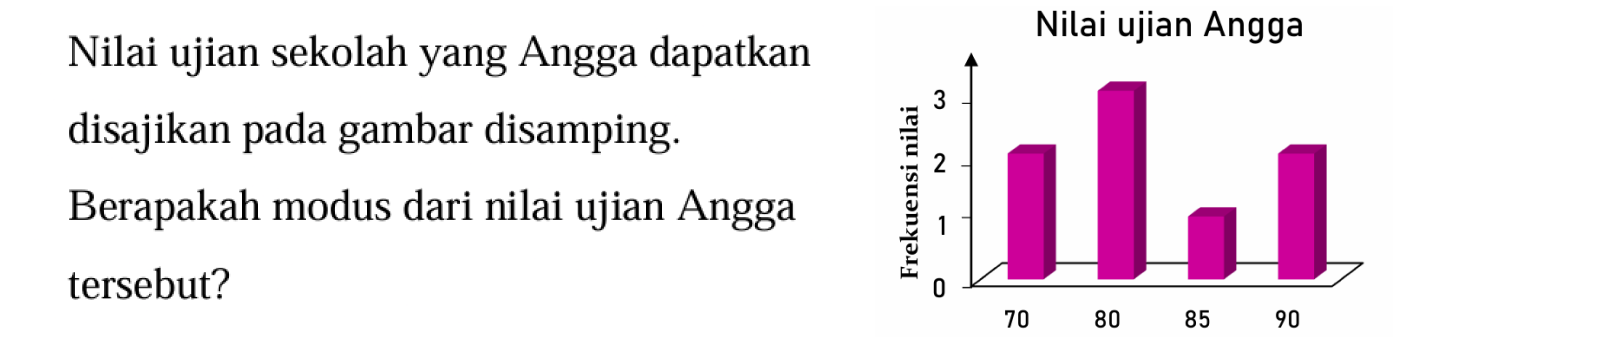 Nilai ujian sekolah yang Angga dapatkan
disajikan pada gambar disamping.
Berapakah modus dari nilai ujian Angga
tersebut?
Nilai ujian Angga
Frekuensi nilai
3
2
1
0
70 80 85 90